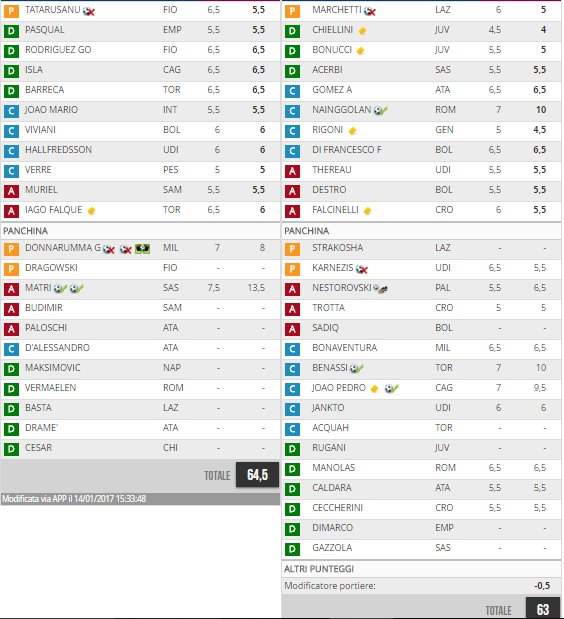 P TATARUSANU FIO 6,5 5,5
D PASQUAL EMP 5,5 5,5
D RODRIGUEZ GO FIO 6,5 6,5
D ISLA CAG 6,5 6,5
D BARRECA TOR 6,5 6,5
C JOAO MARIO INT 5,5 5,5
C VIVIANI BOL 6 6
C HALLFREDSSON UDI 6 6
C VERRE PES 5 5
A MURIEL SAM 5,5 5,5
A IAGO FALQUE TOR 6,5 6
PANCHINA
P DONNARUMMA G MIL 7 8
P DRAGOWSKI FIO - -
A MATRI SAS 7,5 13,5
A BUDIMIR SAM - -
A PALOSCHI ATA - -
C D'ALESSANDRO ATA - -
D MAKSIMOVIC NAP - -
D VERMAELEN ROM - -
D BASTA LAZ - -
D DRAME' ATA - -
D CESAR CHI - -
TOTALE 64,5
Modificata via APP il 14/01/2017 15:33:48
P MARCHETTI LAZ 6 5
D CHIELLINI JUV 4,5 4
D BONUCCI JUV 5,5 5
D ACERBI SAS 5,5 5,5
C GOMEZ A ATA 6,5 6,5
C NAINGGOLAN ROM 7 10
C RIGONI GEN 5 4,5
C DI FRANCESCO F BOL 6,5 6,5
A THEREAU UDI 5,5 5,5
A DESTRO BOL 5,5 5,5
A FALCINELLI CRO 6 5,5
PANCHINA
P STRAKOSHA LAZ - -
P KARNEZIS UDI 6,5 5,5
A NESTOROVSKI PAL 5,5 6,5
A TROTTA CRO 5 5
A SADIQ BOL - -
C BONAVENTURA MIL 6,5 6,5
C BENASSI TOR 7 10
C JOAO PEDRO CAG 7 9,5
C JANKTO UDI 6 6
C ACQUAH TOR - -
D RUGANI JUV - -
D MANOLAS ROM 6,5 6,5
D CALDARA ATA 5,5 5,5
D CECCHERINI CRO 5,5 5,5
D DIMARCO EMP - -
D GAZZOLA SAS - -
ALTRI PUNTEGGI
Modificatore portiere: -0,5
TOTALE 63